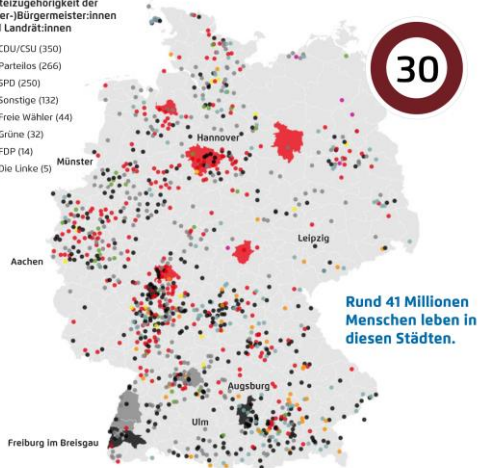 teizugehörigkeit der
er-)Bürgermeister:innen
d Landrät:innen
CDU/CSU (350)
Parteilos (266)
SPD (250)
Sonstige (132)
Freie Wähler (44)
Grüne (32)
FDP (14)
Die Linke (5)
30
Hannover
Münster
Leipzig
Aachen
Rund 41 Millionen
Menschen leben in
diesen Städten.
Augsburg
Ulm
Freiburg im Breisgau